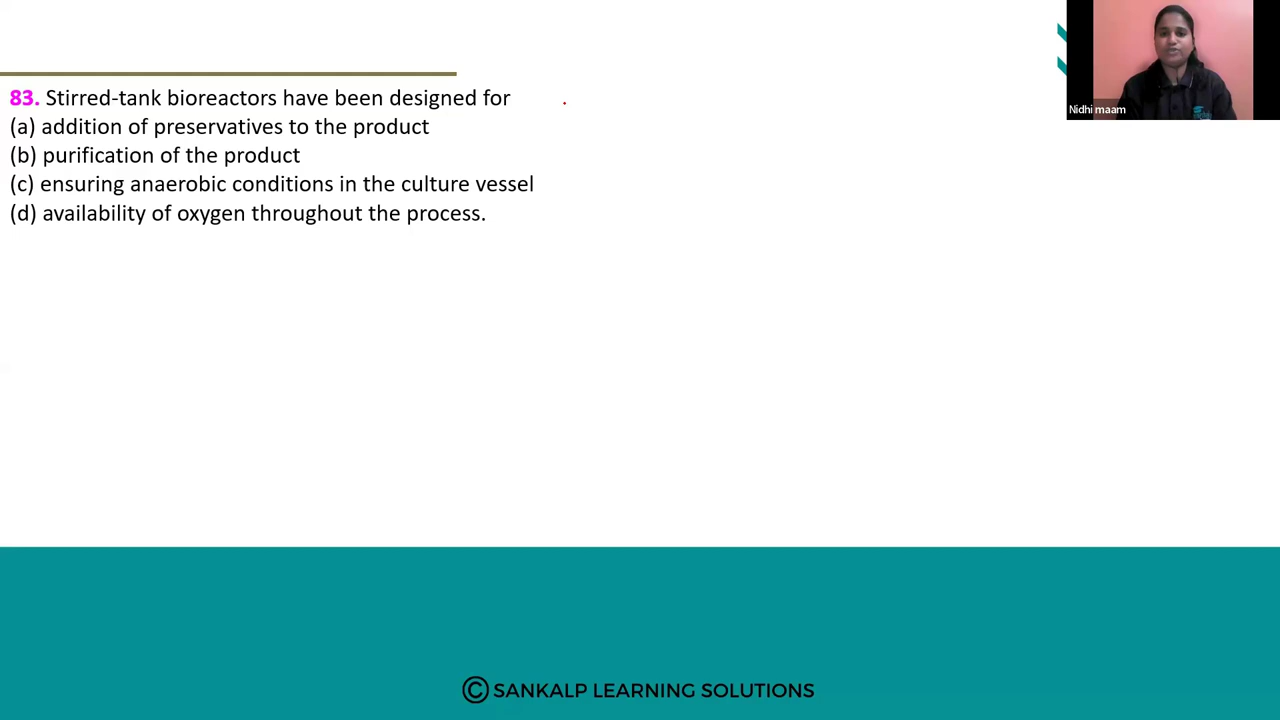 83. Stirred-tank bioreactors have been designed for
(a) addition of preservatives to the product
(b) purification of the product
(c) ensuring anaerobic conditions in the culture vessel
(d) availability of oxygen throughout the process.
Nidhi maam
© SANKALP LEARNING SOLUTIONS